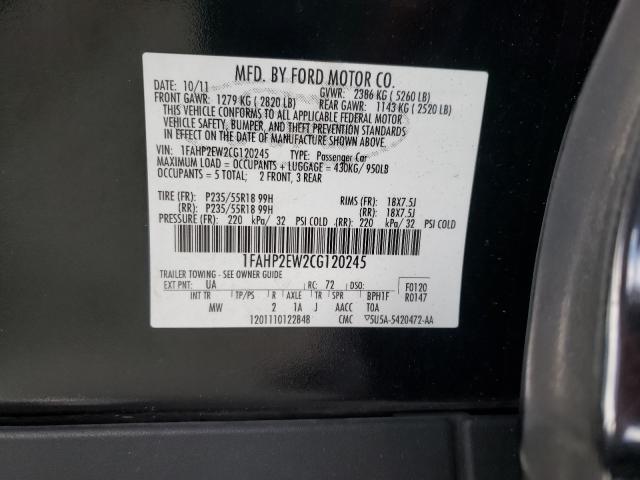 MFD. BY FORD MOTOR CO.
DATE: 10/11 GVWR: 2386 KG ( 5260 LB)
FRONT GAWR: 1279 KG ( 2820 LB) REAR GAWR: 1143 KG ( 2520 LB)
THIS VEHICLE CONFORMS TO ALL APPLICABLE FEDERAL MOTOR
VEHICLE SAFETY, BUMPER, AND THEFT PREVENTION STANDARDS
IN EFFECT ON THE DATE OF MANUFACTURE SHOWN ABOVE.
VIN: 1FAHP2EW2CG120245 TYPE: Passenger Car
MAXIMUM LOAD = OCCUPANTS + LUGGAGE = 430KG/ 950LB
OCCUPANTS = 5 TOTAL; 2 FRONT, 3 REAR
TIRE (FR): P235/55R18 99H RIMS (FR): 18X7.5J
(RR): P235/55R18 99H (RR): 18X7.5J
PRESSURE (FR): 220 kPa/ 32 PSI COLD (RR): 220 kPa/ 32 PSI COLD
1FAHP2EW2CG120245
TRAILER TOWING - SEE OWNER GUIDE
EXT PNT: UA RC: 72 DSO: F0120
INT TR TP/PS R AXLE TR SPR BPH1F R0147
MW 2 1A J AACC TOA
1201110122848 CMC ▽5U5A-5420472-AA